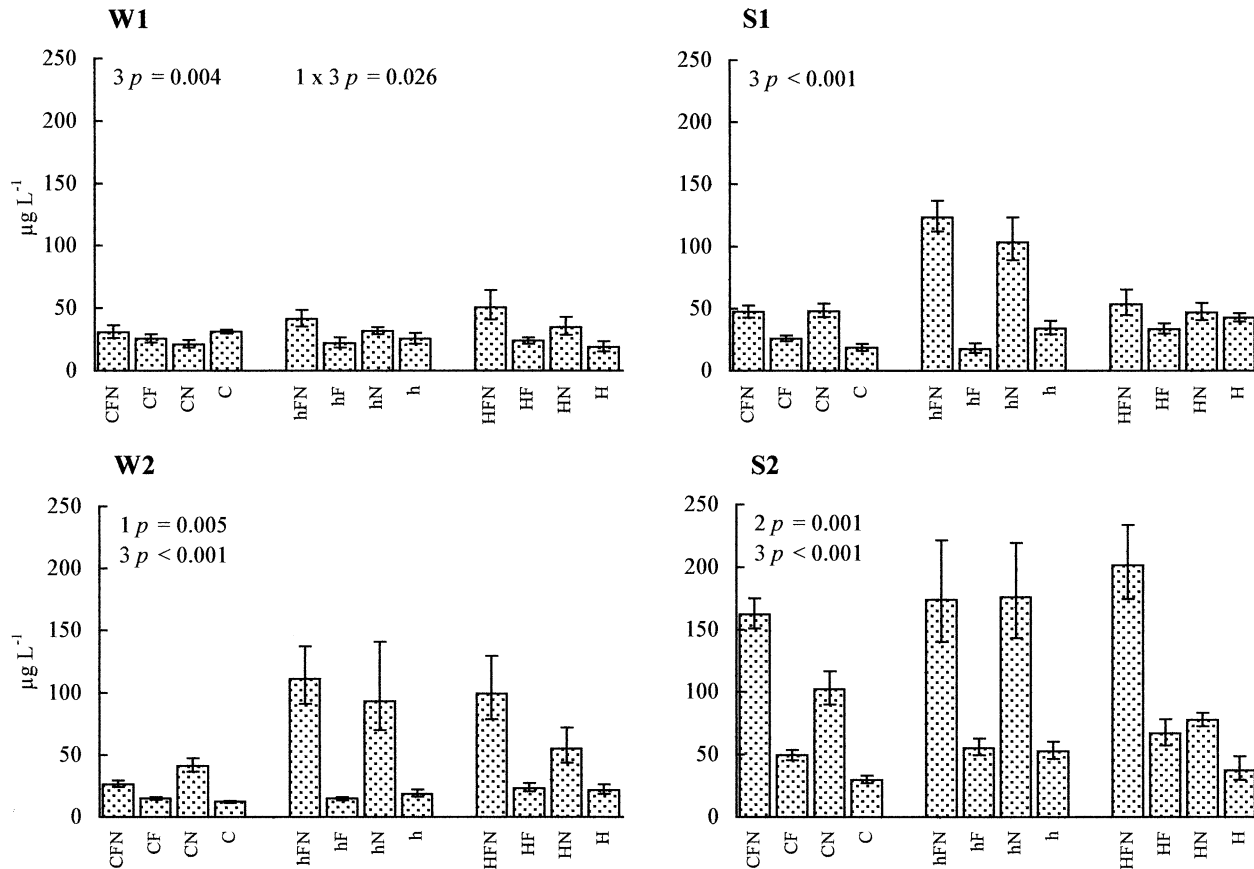 W1
250
200
150
100
50
0
µg L⁻¹
3 p = 0.004 1 x 3 p = 0.026
CFN CF CN C hFN hF hN h HFN HF HN H
S1
250
200
150
100
50
0
3 p < 0.001
CFN CF CN C hFN hF hN h HFN HF HN H
W2
250
200
150
100
50
0
µg L⁻¹
1 p = 0.005
3 p < 0.001
CFN CF CN C hFN hF hN h HFN HF HN H
S2
250
200
150
100
50
0
2 p = 0.001
3 p < 0.001
CFN CF CN C hFN hF hN h HFN HF HN H